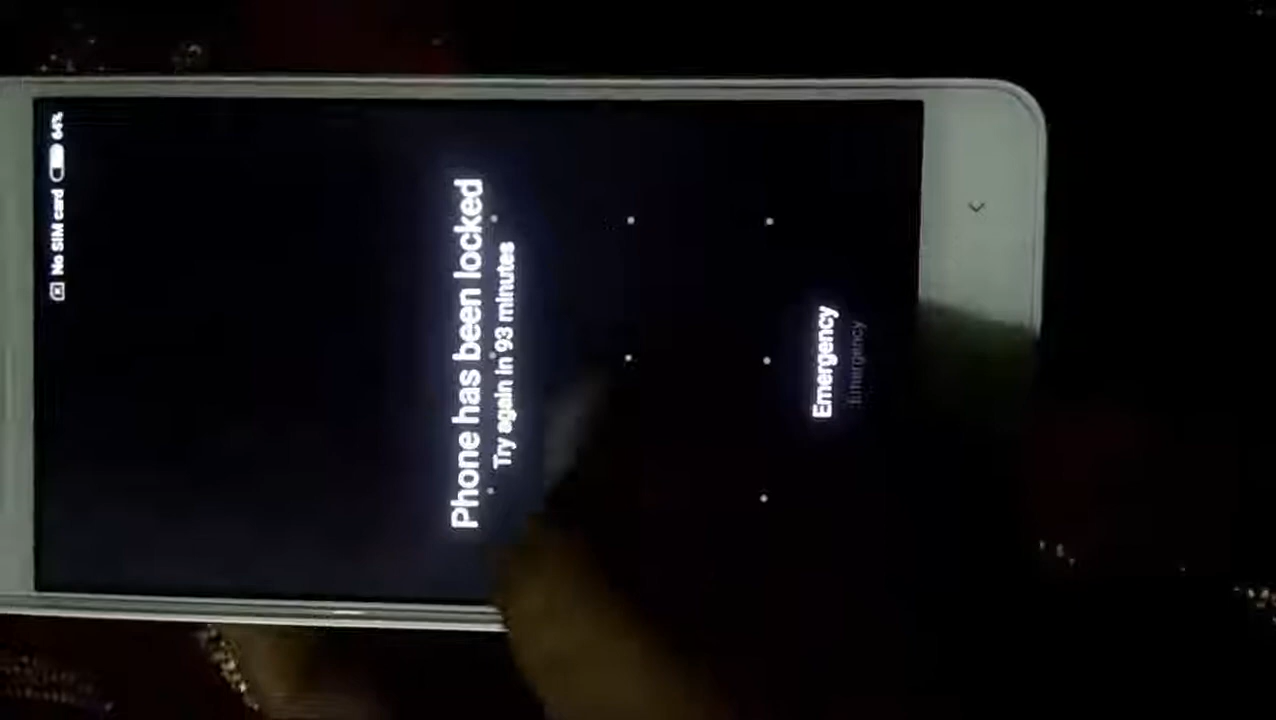 No SIM card 64%
Phone has been locked
Try again in 93 minutes
Emergency
Emergency